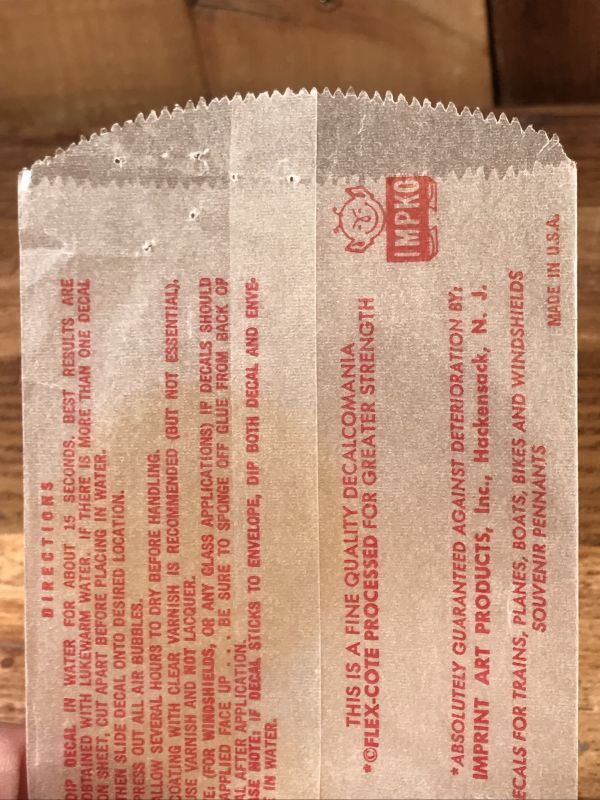 DIRECTIONS
DIP DECAL IN WATER FOR ABOUT 15 SECONDS. BEST RESULTS ARE
OBTAINED WITH LUKEWARM WATER. IF THERE IS MORE THAN ONE DECAL
ON SHEET, CUT APART BEFORE PLACING IN WATER.
THEN SLIDE DECAL ONTO DESIRED LOCATION.
PRESS OUT ALL AIR BUBBLES.
ALLOW SEVERAL HOURS TO DRY BEFORE HANDLING.
COATING WITH CLEAR VARNISH IS RECOMMENDED (BUT NOT ESSENTIAL).
USE VARNISH AND NOT LACQUER.
E: (FOR WINDSHIELDS, OR ANY GLASS APPLICATIONS) IF DECALS SHOULD
APPLIED FACE UP . . . BE SURE TO SPONGE OFF GLUE FROM BACK OF
AL AFTER APPLICATION.
SE NOTE: IF DECAL STICKS TO ENVELOPE, DIP BOTH DECAL AND ENVE-
E IN WATER.
IMPKO
THIS IS A FINE QUALITY DECALCOMANIA
*©FLEX-COTE PROCESSED FOR GREATER STRENGTH
*ABSOLUTELY GUARANTEED AGAINST DETERIORATION BY:
IMPRINT ART PRODUCTS, Inc., Hackensack, N. J.
ECALS FOR TRAINS, PLANES, BOATS, BIKES AND WINDSHIELDS
SOUVENIR PENNANTS
MADE IN U.S.A.